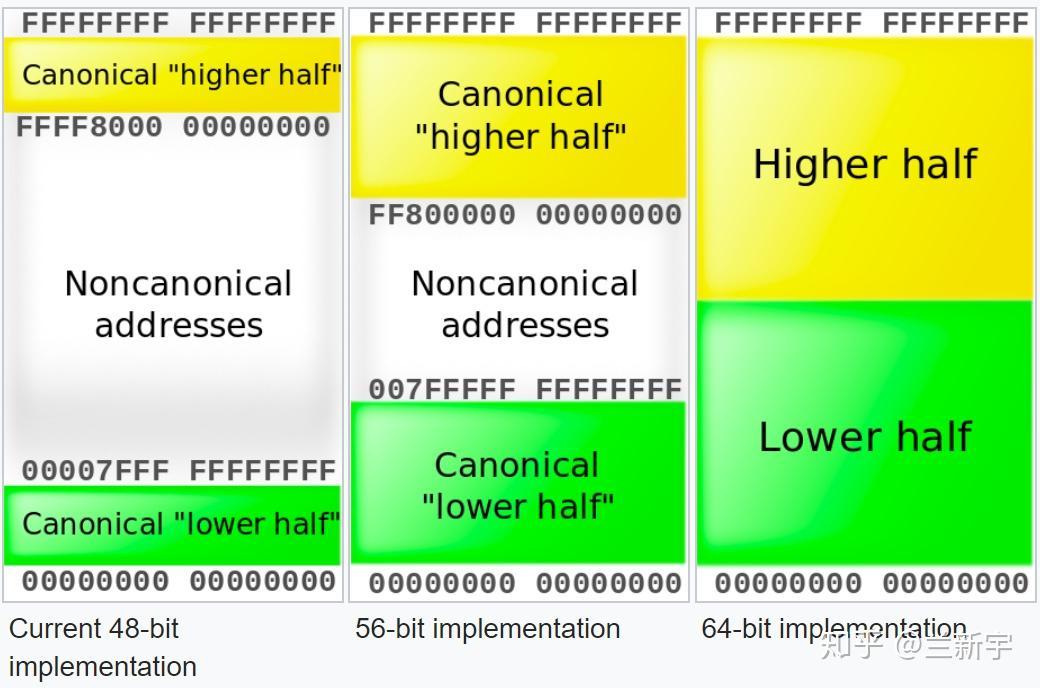 FFFFFFFF FFFFFFFF
Canonical "higher half"
FFFF8000 00000000
Noncanonical
addresses
00007FFF FFFFFFFF
Canonical "lower half"
00000000 00000000
Current 48-bit
implementation
FFFFFFFF FFFFFFFF
Canonical
"higher half"
FF800000 00000000
Noncanonical
addresses
007FFFFF FFFFFFFF
Canonical
"lower half"
00000000 00000000
56-bit implementation
FFFFFFFF FFFFFFFF
Higher half
Lower half
00000000 00000000
64-bit implementation
知乎 @兰新宇